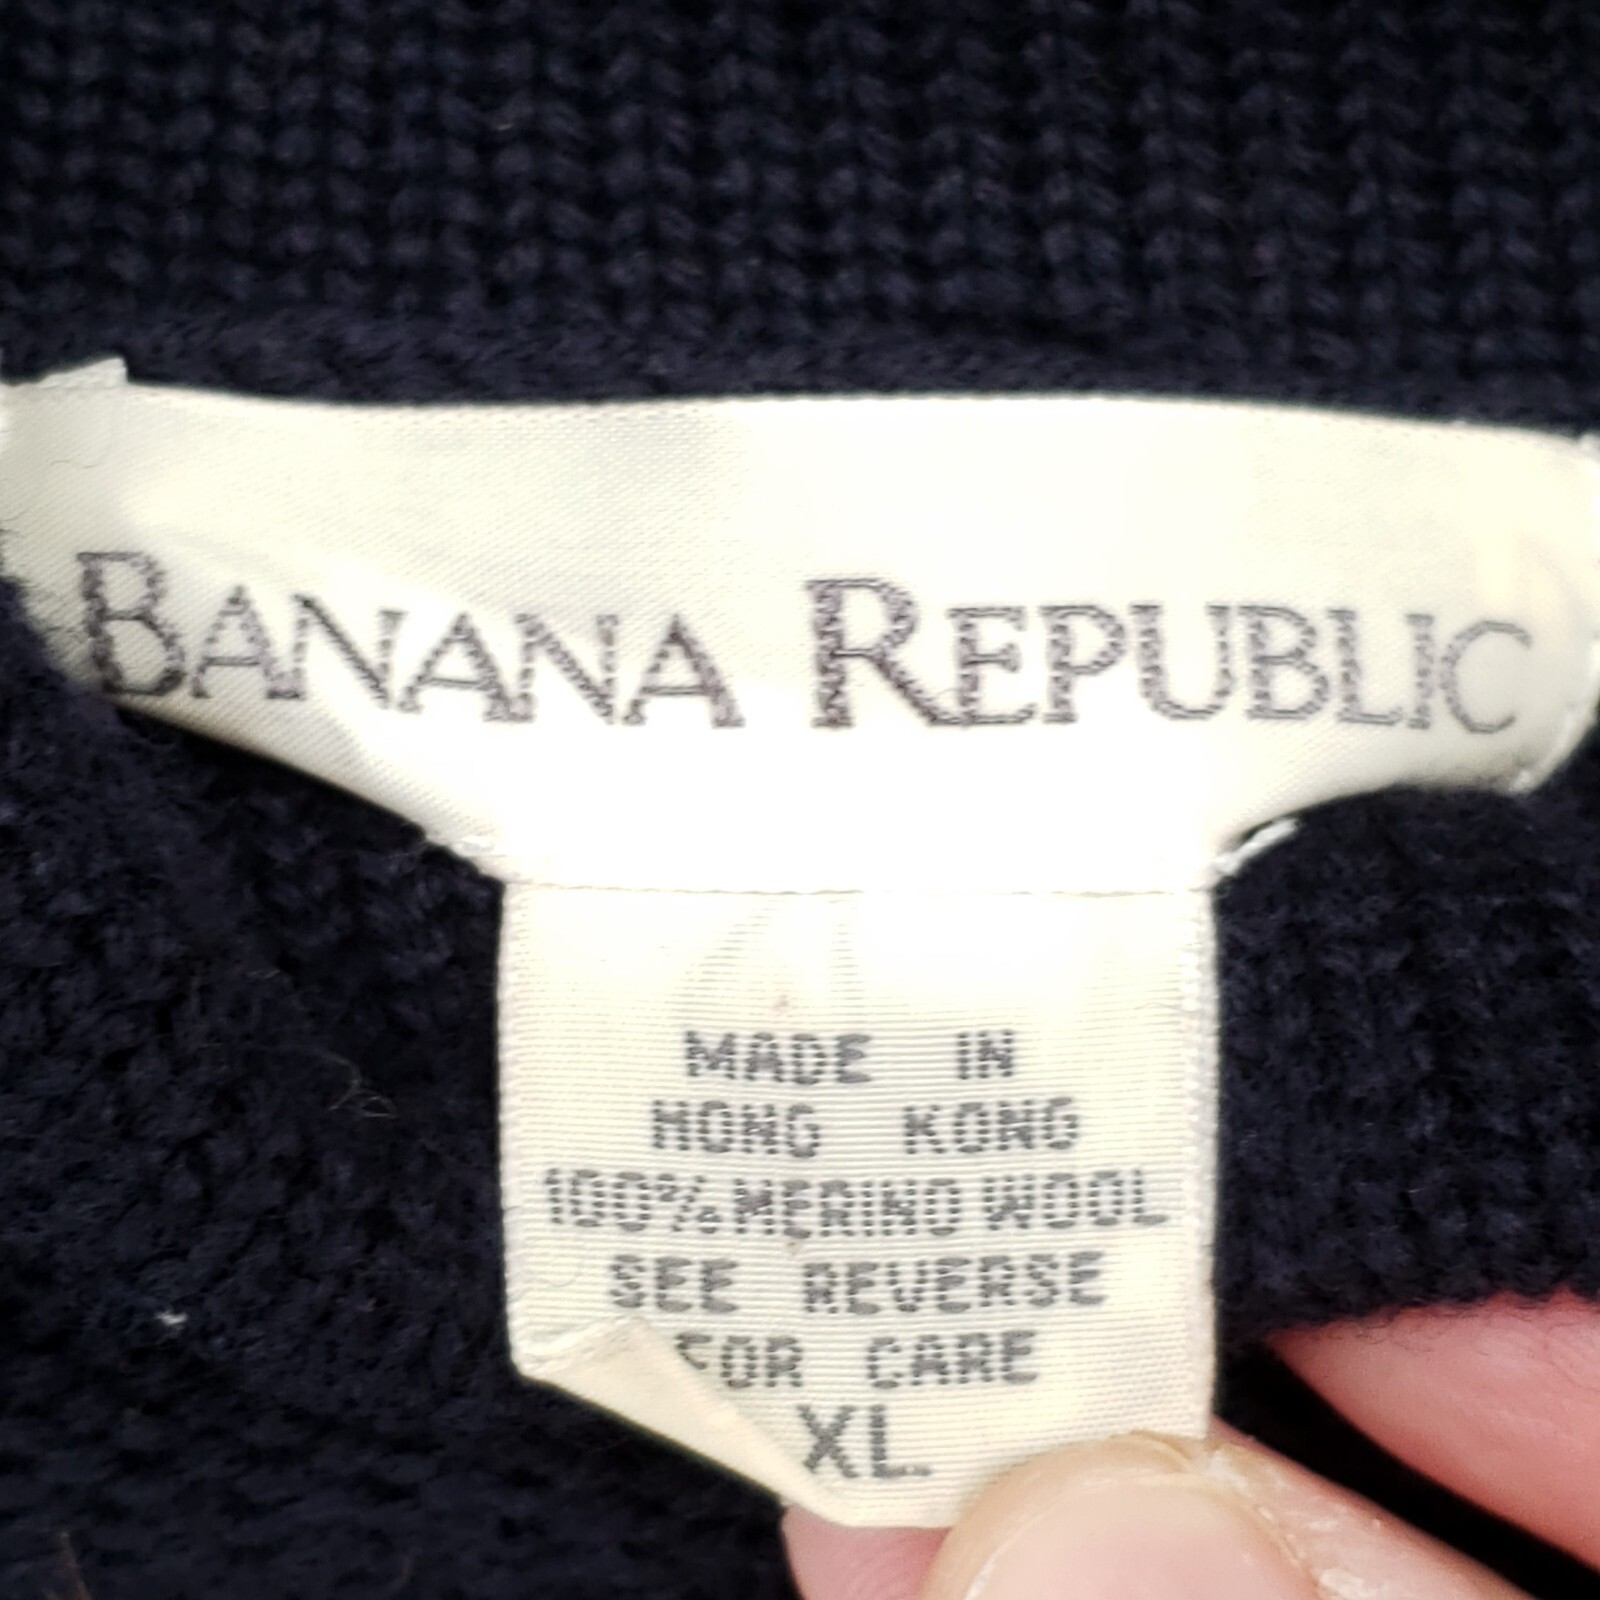 BANANA REPUBLIC
MADE IN
HONG KONG
100% MERINO WOOL
SEE REVERSE
FOR CARE
XL